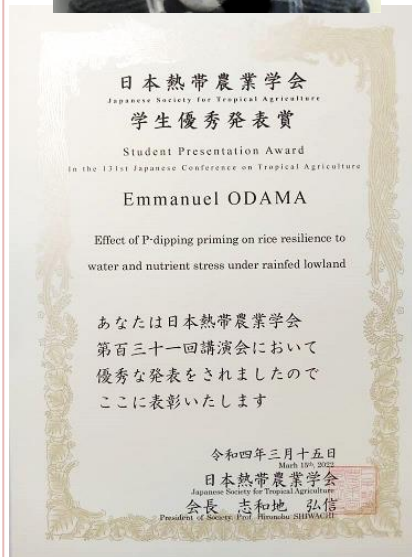 日本熱帯農業学会
Japanese Society for Tropical Agriculture
学生優秀発表賞
Student Presentation Award
In the 131st Japanese Conference on Tropical Agriculture
Emmanuel ODAMA
Effect of P-dipping priming on rice resilience to
water and nutrient stress under rainfed lowland
あなたは日本熱帯農業学会
第百三十一回講演会において
優秀な発表をされましたので
ここに表彰いたします
令和四年三月十五日
Marh 15th, 2022
日本熱帯農業学会
Japanese Society for Tropical Agriculture
会長 志和地 弘信
President of Society, Prof. Hironobu SHIWACHI